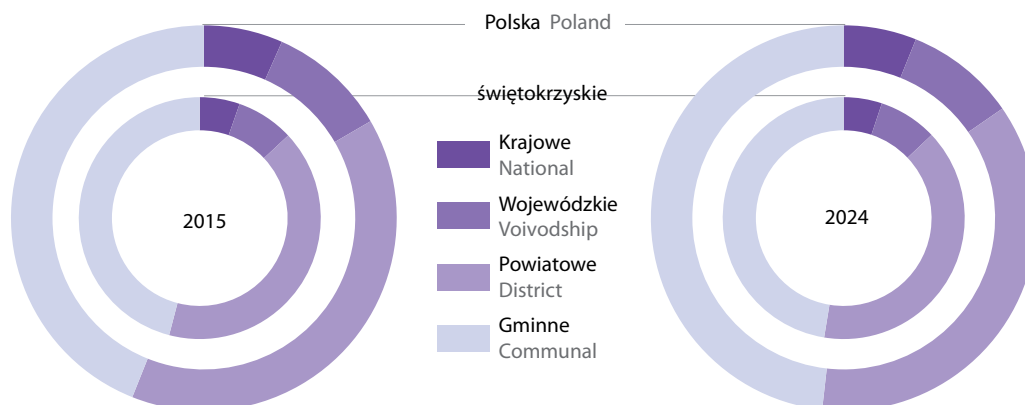 Polska Poland
świętokrzyskie
Krajowe
National
Wojewódzkie
Voivodship
Powiatowe
District
Gminne
Communal
2015
2024